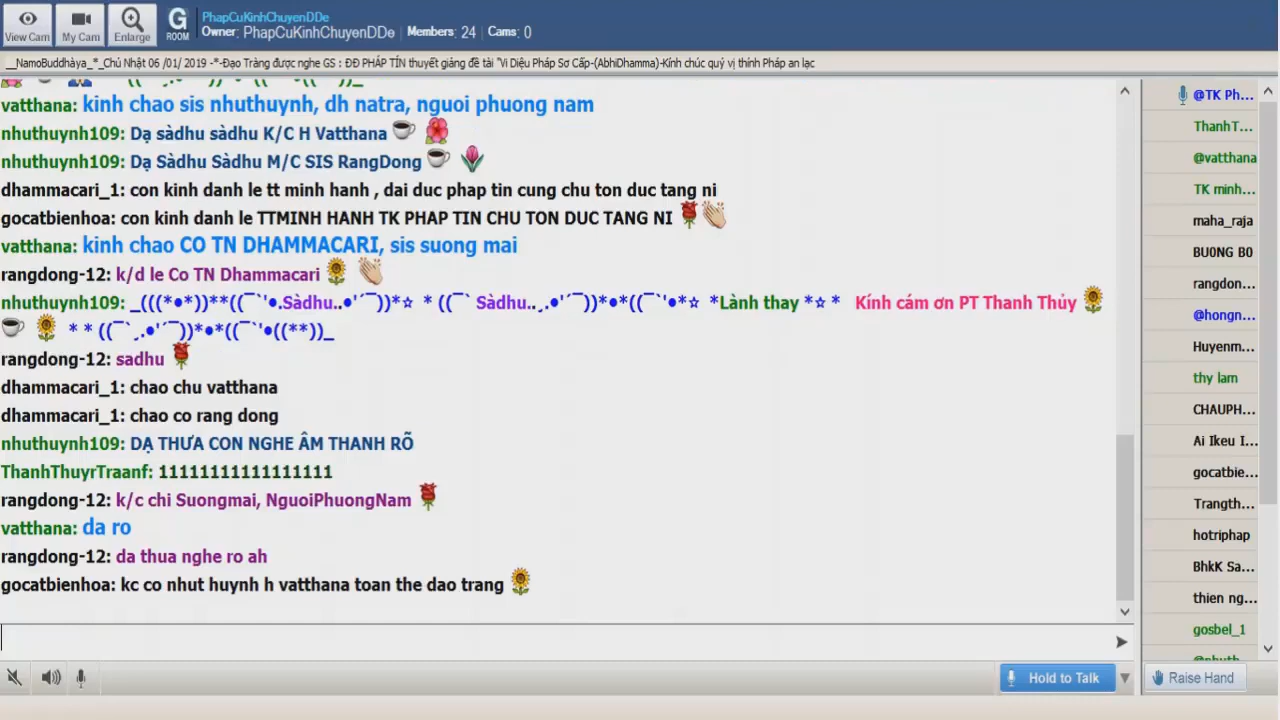 View Cam
My Cam
Enlarge
G
ROOM
PhapCuKinhChuyenDDe
Owner: PhapCuKinhChuyenDDe | Members: 24 | Cams: 0
__NamoBuddhàya_*_Chủ Nhật 06 /01/ 2019 -*-Đạo Tràng được nghe GS : ĐĐ PHÁP TÍN thuyết giảng đề tài "Vi Diệu Pháp Sơ Cấp-(AbhiDhamma)-Kính chúc quý vị thính Pháp an lạc
vatthana: kinh chao sis nhuthuynh, dh natra, nguoi phuong nam
nhuthuynh109: Dạ sàdhu sàdhu K/C H Vatthana
nhuthuynh109: Dạ Sàdhu Sàdhu M/C SIS RangDong
dhammacari_1: con kinh danh le tt minh hanh , dai duc phap tin cung chu ton duc tang ni
gocatbienhoa: con kinh danh le TTMINH HANH TK PHAP TIN CHU TON DUC TANG NI
vatthana: kinh chao CO TN DHAMMACARI, sis suong mai
rangdong-12: k/d le Co TN Dhammacari
nhuthuynh109: _(((*•*))**((¯`'•.Sàdhu..•'´¯))*☆ * ((¯` Sàdhu..¸.•'´¯))*•*((¯`'•*☆ *Lành thay *☆ * Kính cám ơn PT Thanh Thủy
* * ((¯`¸.•'´¯))*•*((¯`'•((**))_
rangdong-12: sadhu
dhammacari_1: chao chu vatthana
dhammacari_1: chao co rang dong
nhuthuynh109: DẠ THƯA CON NGHE ÂM THANH RÕ
ThanhThuyrTraanf: 11111111111111111
rangdong-12: k/c chi Suongmai, NguoiPhuongNam
vatthana: da ro
rangdong-12: da thua nghe ro ah
gocatbienhoa: kc co nhut huynh h vatthana toan the dao trang
@TK Ph...
ThanhT...
@vatthana
TK minh...
maha_raja
BUONG BO
rangdon...
@hongn...
Huyenm...
thy lam
CHAUPH...
Ai Ikeu I...
gocatbie...
Trangth...
hotriphap
BhkK Sa...
thien ng...
gosbel_1
Hold to Talk
Raise Hand